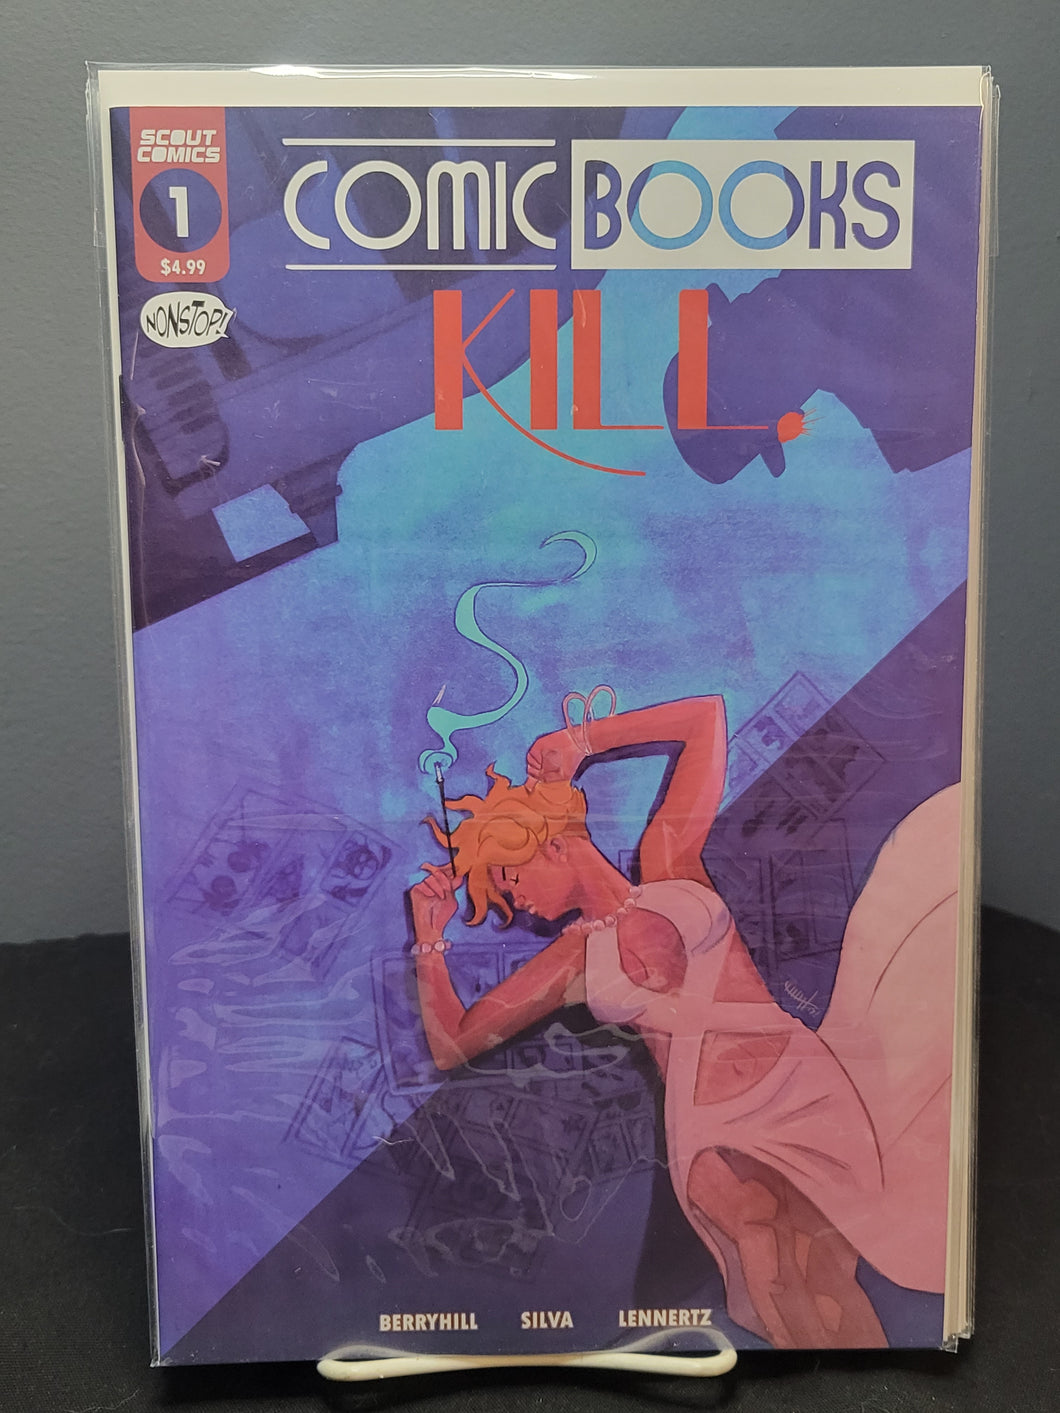 SCOUT
COMICS
1
$4.99
NONSTOP!!
COMIC BOOKS
KILL.
BERRYHILL SILVA LENNERTZ